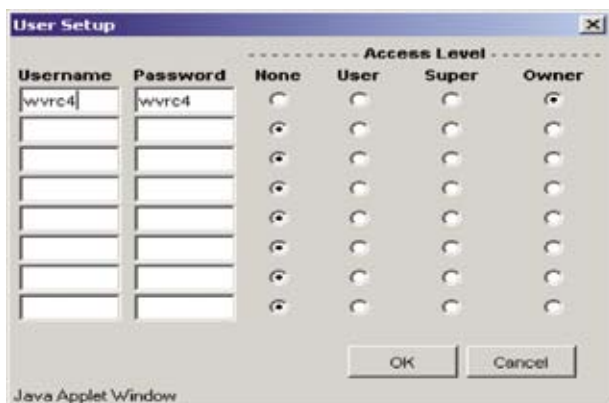 User Setup
Access Level
Username Password None User Super Owner
wvrc4 wvrc4
OK Cancel
Java Applet Window